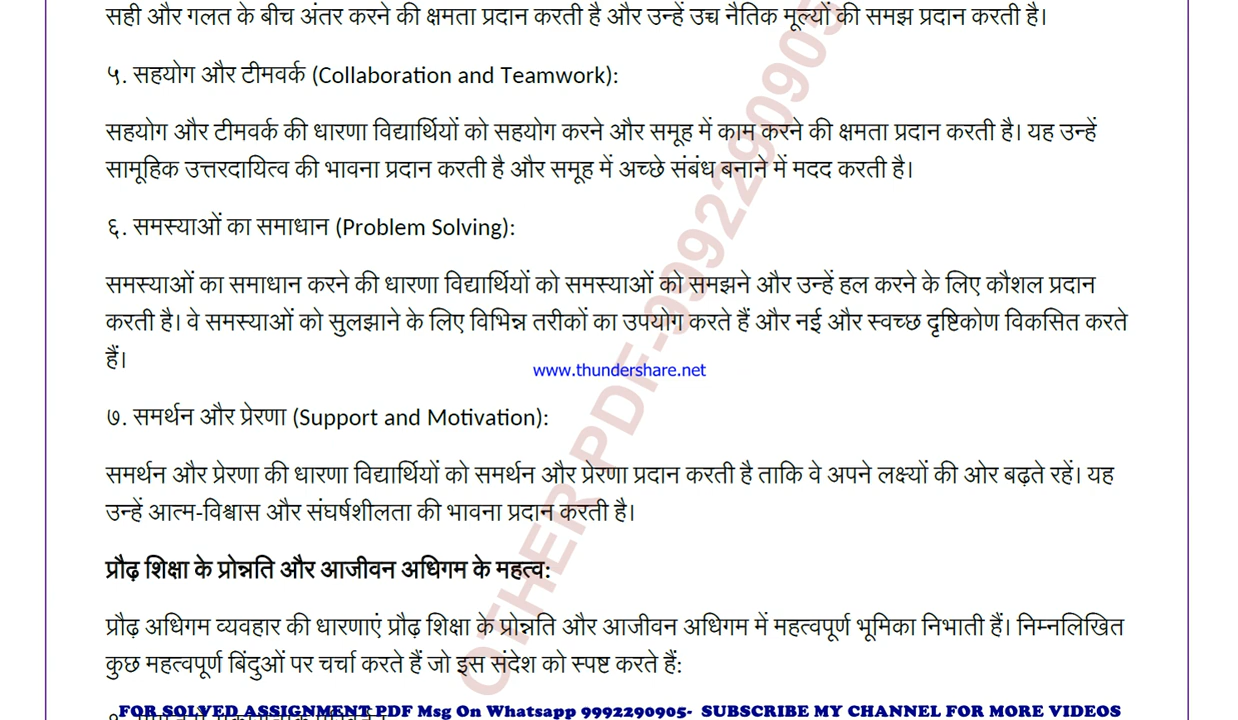 सही और गलत के बीच अंतर करने की क्षमता प्रदान करती है और उन्हें उच्च नैतिक मूल्यों की समझ प्रदान करती है।
५. सहयोग और टीमवर्क (Collaboration and Teamwork):
सहयोग और टीमवर्क की धारणा विद्यार्थियों को सहयोग करने और समूह में काम करने की क्षमता प्रदान करती है। यह उन्हें
सामूहिक उत्तरदायित्व की भावना प्रदान करती है और समूह में अच्छे संबंध बनाने में मदद करती है।
६. समस्याओं का समाधान (Problem Solving):
समस्याओं का समाधान करने की धारणा विद्यार्थियों को समस्याओं को समझने और उन्हें हल करने के लिए कौशल प्रदान
करती है। वे समस्याओं को सुलझाने के लिए विभिन्न तरीकों का उपयोग करते हैं और नई और स्वच्छ दृष्टिकोण विकसित करते
हैं।
www.thundershare.net
७. समर्थन और प्रेरणा (Support and Motivation):
समर्थन और प्रेरणा की धारणा विद्यार्थियों को समर्थन और प्रेरणा प्रदान करती है ताकि वे अपने लक्ष्यों की ओर बढ़ते रहें। यह
उन्हें आत्म-विश्वास और संघर्षशीलता की भावना प्रदान करती है।
प्रौढ़ शिक्षा के प्रोन्नति और आजीवन अधिगम के महत्व:
प्रौढ़ अधिगम व्यवहार की धारणाएं प्रौढ़ शिक्षा के प्रोन्नति और आजीवन अधिगम में महत्वपूर्ण भूमिका निभाती हैं। निम्नलिखित
कुछ महत्वपूर्ण बिंदुओं पर चर्चा करते हैं जो इस संदेश को स्पष्ट करते हैं:
OTHER PDF-9992290905
FOR SOLVED ASSIGNMENT PDF Msg On Whatsapp 9992290905- SUBSCRIBE MY CHANNEL FOR MORE VIDEOS